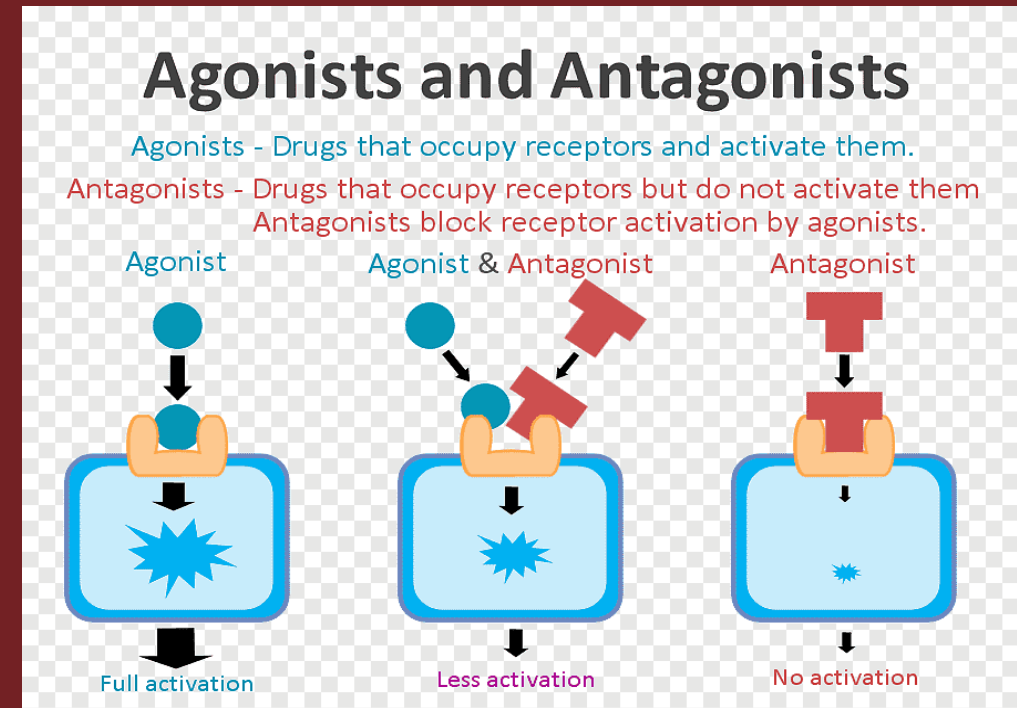 Agonists and Antagonists
Agonists - Drugs that occupy receptors and activate them.
Antagonists - Drugs that occupy receptors but do not activate them
Antagonists block receptor activation by agonists.
Agonist
Agonist & Antagonist
Antagonist
Full activation
Less activation
No activation